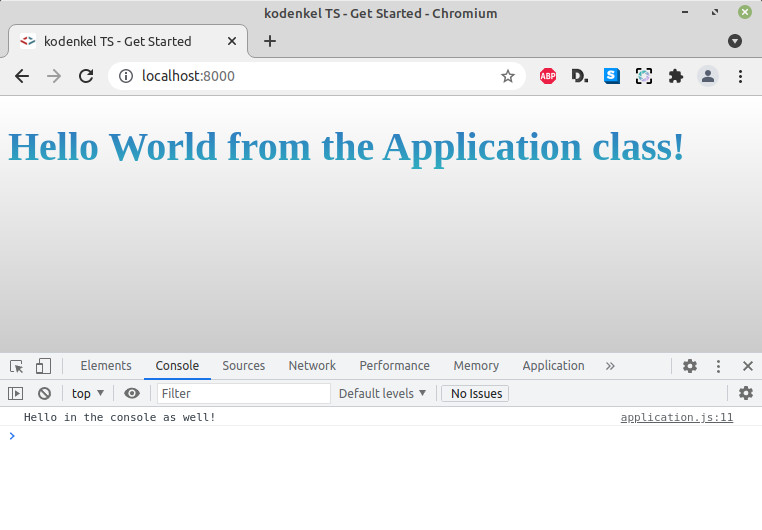 kodenkel TS - Get Started - Chromium
kodenkel TS - Get Started
localhost:8000
ABP
D.
S
Hello World from the Application class!
Elements Console Sources Network Performance Memory Application »
top Filter Default levels No Issues
Hello in the console as well! application.js:11